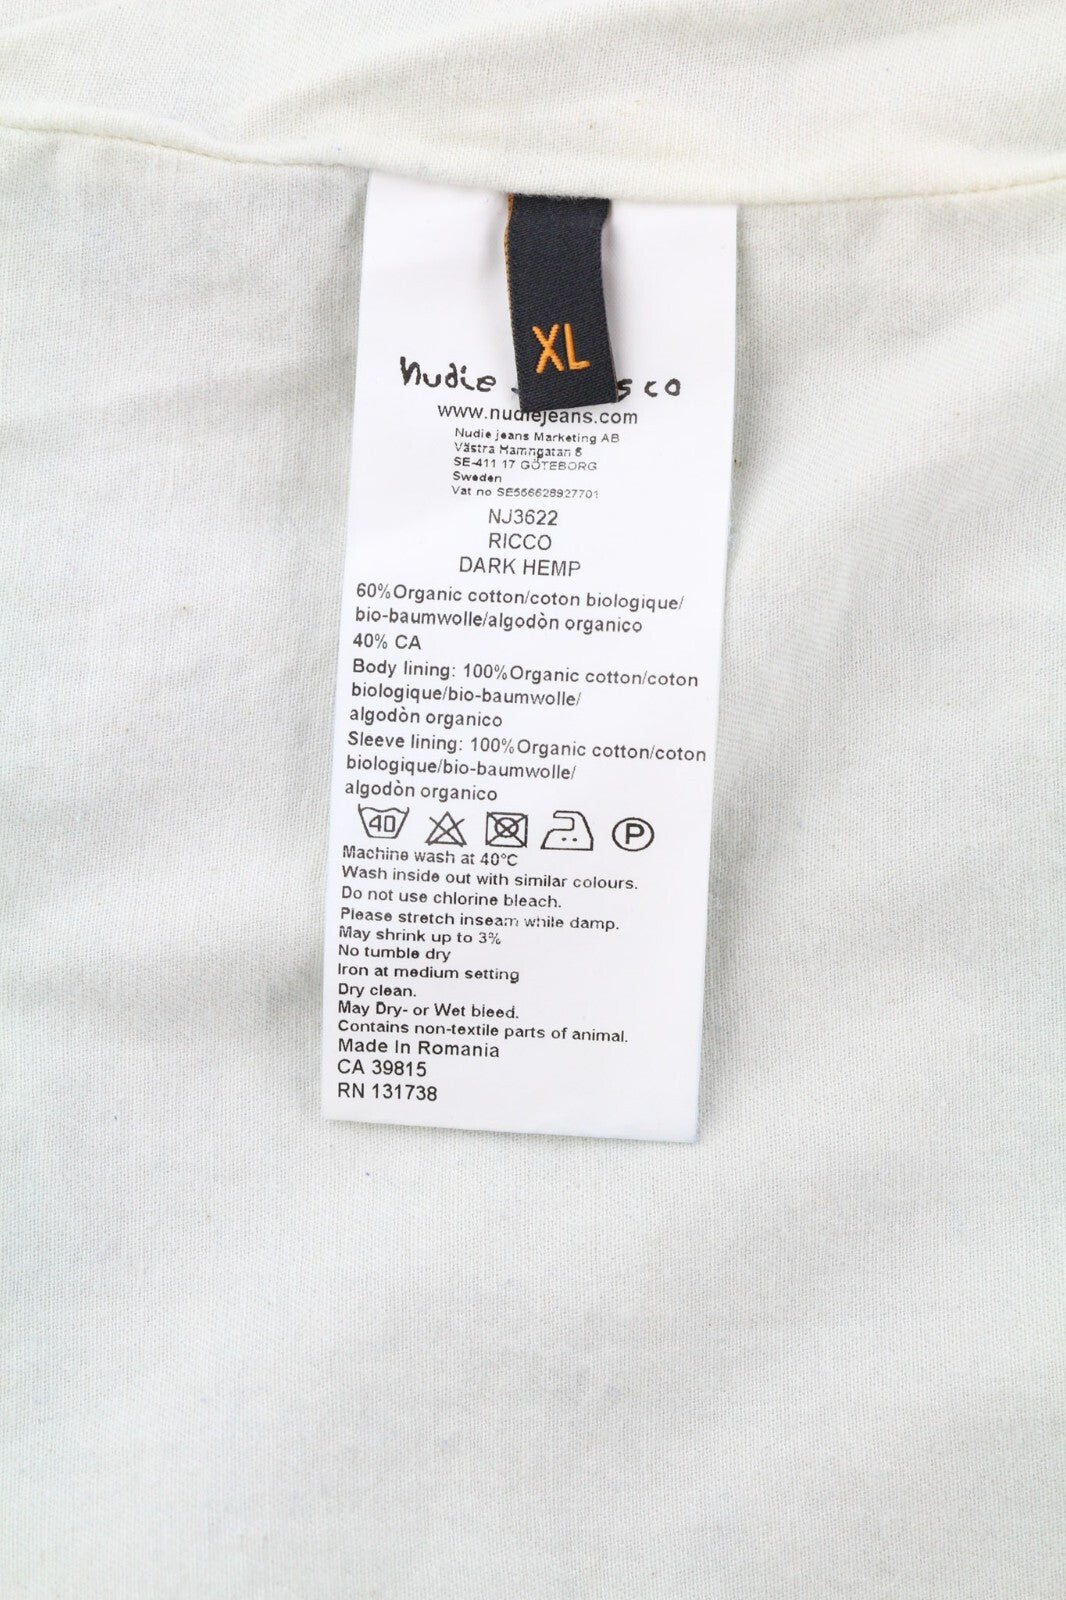 XL
nudie s co
www.nudiejeans.com
Nudie jeans Marketing AB
Västra Hamngatan 6
SE-411 17 GÖTEBORG
Sweden
Vat no SE556628927701
NJ3622
RICCO
DARK HEMP
60%Organic cotton/coton biologique/
bio-baumwolle/algodòn organico
40% CA
Body lining: 100%Organic cotton/coton
biologique/bio-baumwolle/
algodòn organico
Sleeve lining: 100%Organic cotton/coton
biologique/bio-baumwolle/
algodòn organico
40 P
Machine wash at 40°C
Wash inside out with similar colours.
Do not use chlorine bleach.
Please stretch inseam while damp.
May shrink up to 3%
No tumble dry
Iron at medium setting
Dry clean.
May Dry- or Wet bleed.
Contains non-textile parts of animal.
Made In Romania
CA 39815
RN 131738